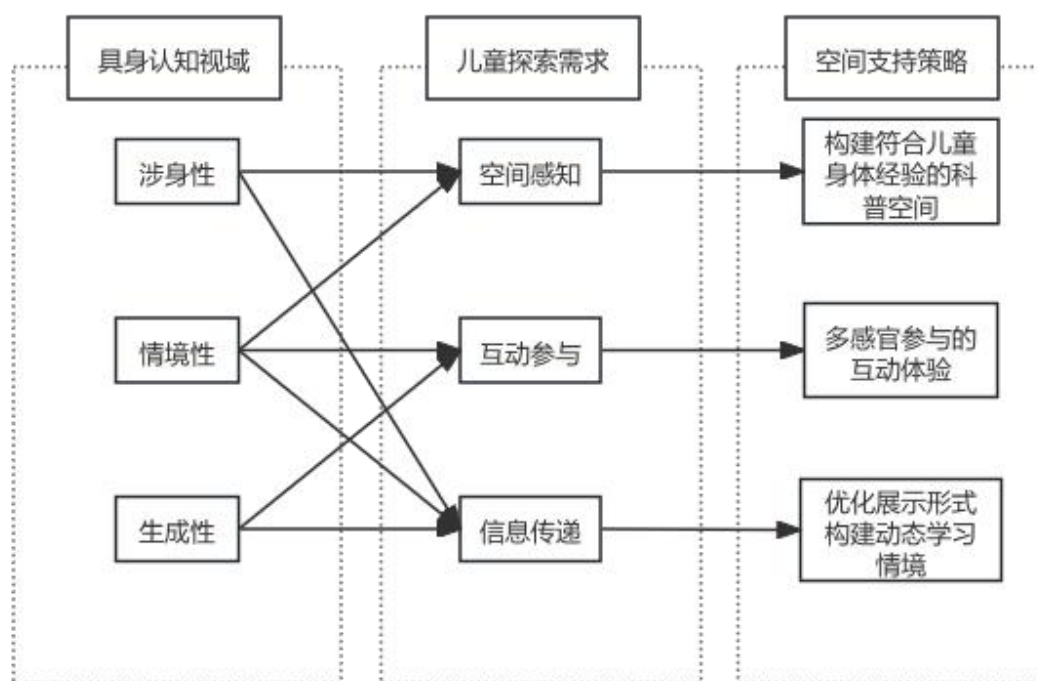 具身认知视域
儿童探索需求
空间支持策略
涉身性
空间感知
构建符合儿童
身体经验的科
普空间
情境性
互动参与
多感官参与的
互动体验
生成性
信息传递
优化展示形式
构建动态学习
情境